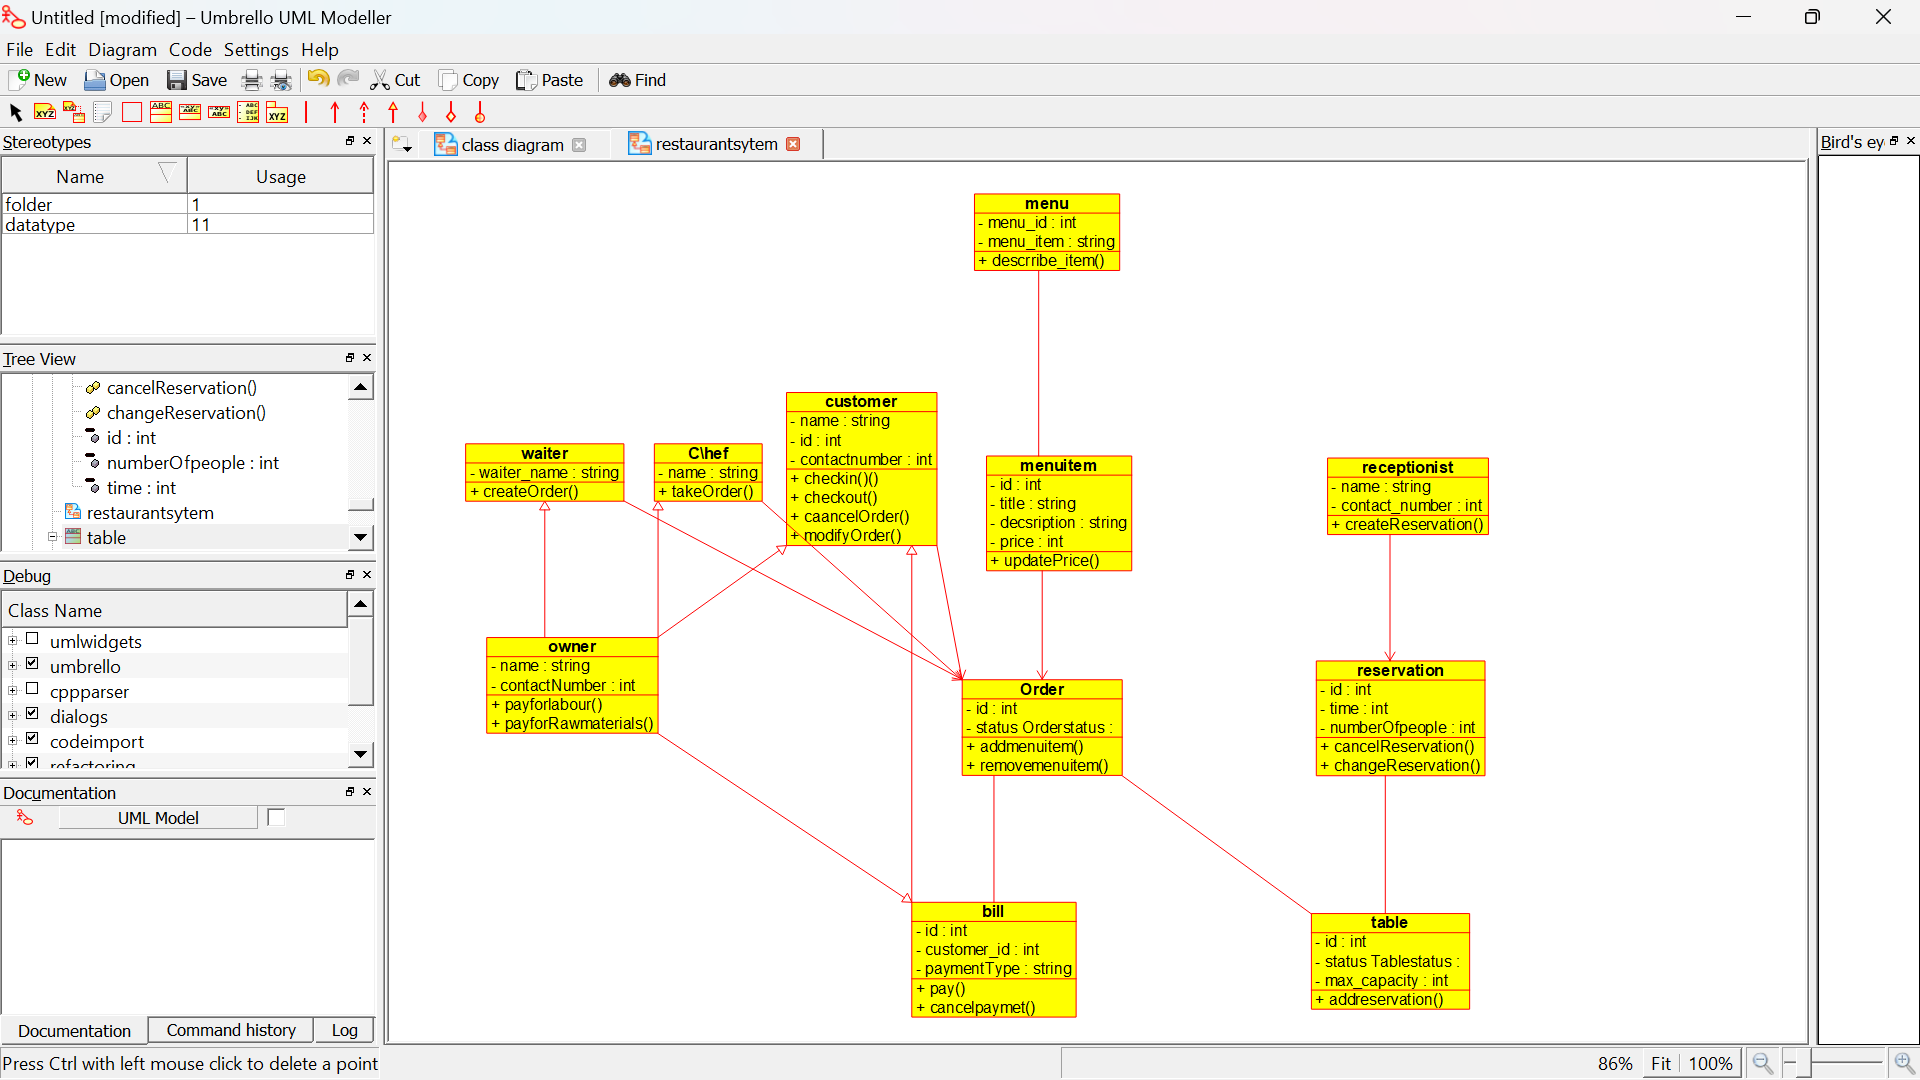 Untitled [modified] – Umbrello UML Modeller
File Edit Diagram Code Settings Help
New Open Save Cut Copy Paste Find
Stereotypes
Name Usage
folder 1
datatype 11
Tree View
cancelReservation()
changeReservation()
id : int
numberOfpeople : int
time : int
restaurantsytem
table
Debug
Class Name
umlwidgets
umbrello
cppparser
dialogs
codeimport
refactoring
Documentation
UML Model
Documentation Command history Log
Press Ctrl with left mouse click to delete a point
class diagram
restaurantsytem
Bird's ey
menu
- menu_id : int
- menu_item : string
+ descrribe_item()
customer
- name : string
- id : int
- contactnumber : int
+ checkin()()
+ checkout()
+ caancelOrder()
+ modifyOrder()
waiter
- waiter_name : string
+ createOrder()
C\hef
- name : string
+ takeOrder()
menuitem
- id : int
- title : string
- decsription : string
- price : int
+ updatePrice()
receptionist
- name : string
- contact_number : int
+ createReservation()
owner
- name : string
- contactNumber : int
+ payforlabour()
+ payforRawmaterials()
Order
- id : int
- status Orderstatus :
+ addmenuitem()
+ removemenuitem()
reservation
- id : int
- time : int
- numberOfpeople : int
+ cancelReservation()
+ changeReservation()
bill
- id : int
- customer_id : int
- paymentType : string
+ pay()
+ cancelpaymet()
table
- id : int
- status Tablestatus :
- max_capacity : int
+ addreservation()
86% Fit 100%